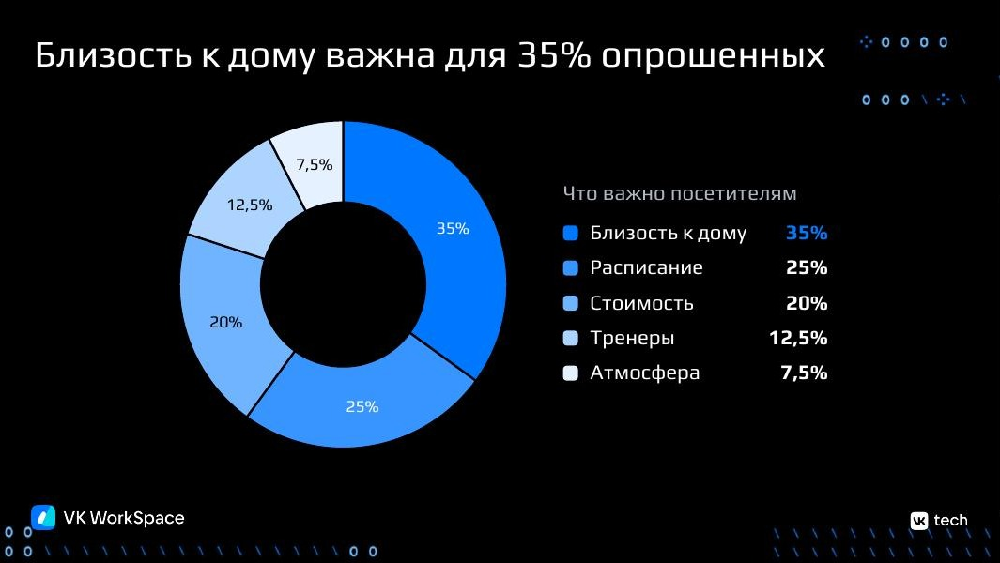 Близость к дому важна для 35% опрошенных
7,5%
12,5%
35%
20%
25%
Что важно посетителям
Близость к дому 35%
Расписание 25%
Стоимость 20%
Тренеры 12,5%
Атмосфера 7,5%
VK WorkSpace
VK tech